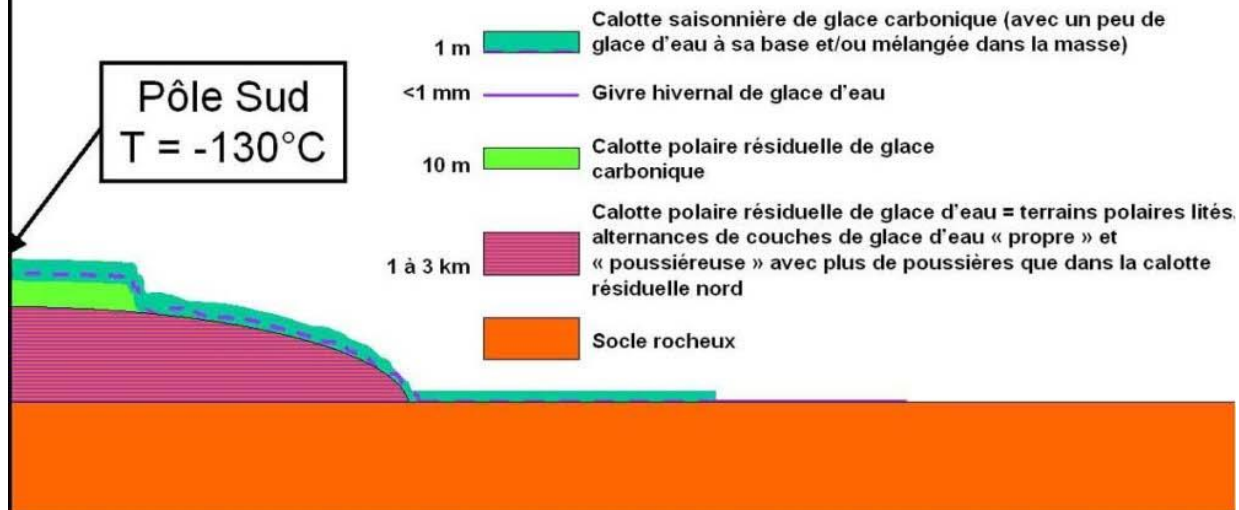 Pôle Sud
T = -130°C
1 m
Calotte saisonnière de glace carbonique (avec un peu de
glace d'eau à sa base et/ou mélangée dans la masse)
<1 mm
Givre hivernal de glace d'eau
10 m
Calotte polaire résiduelle de glace
carbonique
1 à 3 km
Calotte polaire résiduelle de glace d'eau = terrains polaires lités,
alternances de couches de glace d'eau « propre » et
« poussiéreuse » avec plus de poussières que dans la calotte
résiduelle nord
Socle rocheux